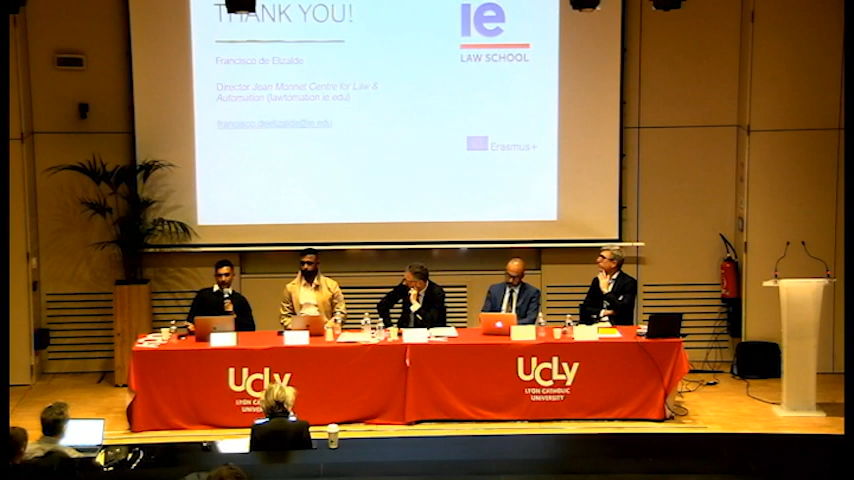 THANK YOU!
ie
LAW SCHOOL
Francisco de Elizalde
Director Jean Monnet Centre for Law &
Automation (lawtomation.ie.edu)
francisco.deelizalde@ie.edu
Erasmus+
UCLy
LYON CATHOLIC
UNIVERSITY
UCLy
LYON CATHOLIC
UNIVERSITY